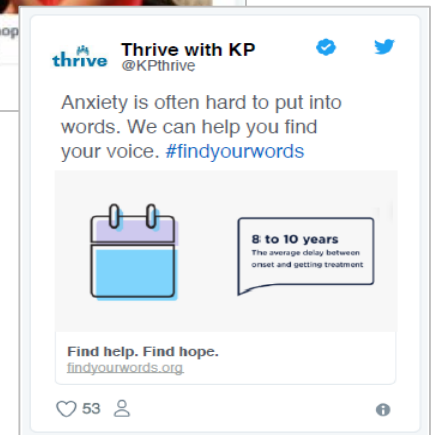 hop
thrive
Thrive with KP
@KPthrive
Anxiety is often hard to put into
words. We can help you find
your voice. #findyourwords
8 to 10 years
The average delay between
onset and getting treatment
Find help. Find hope.
findyourwords.org
53